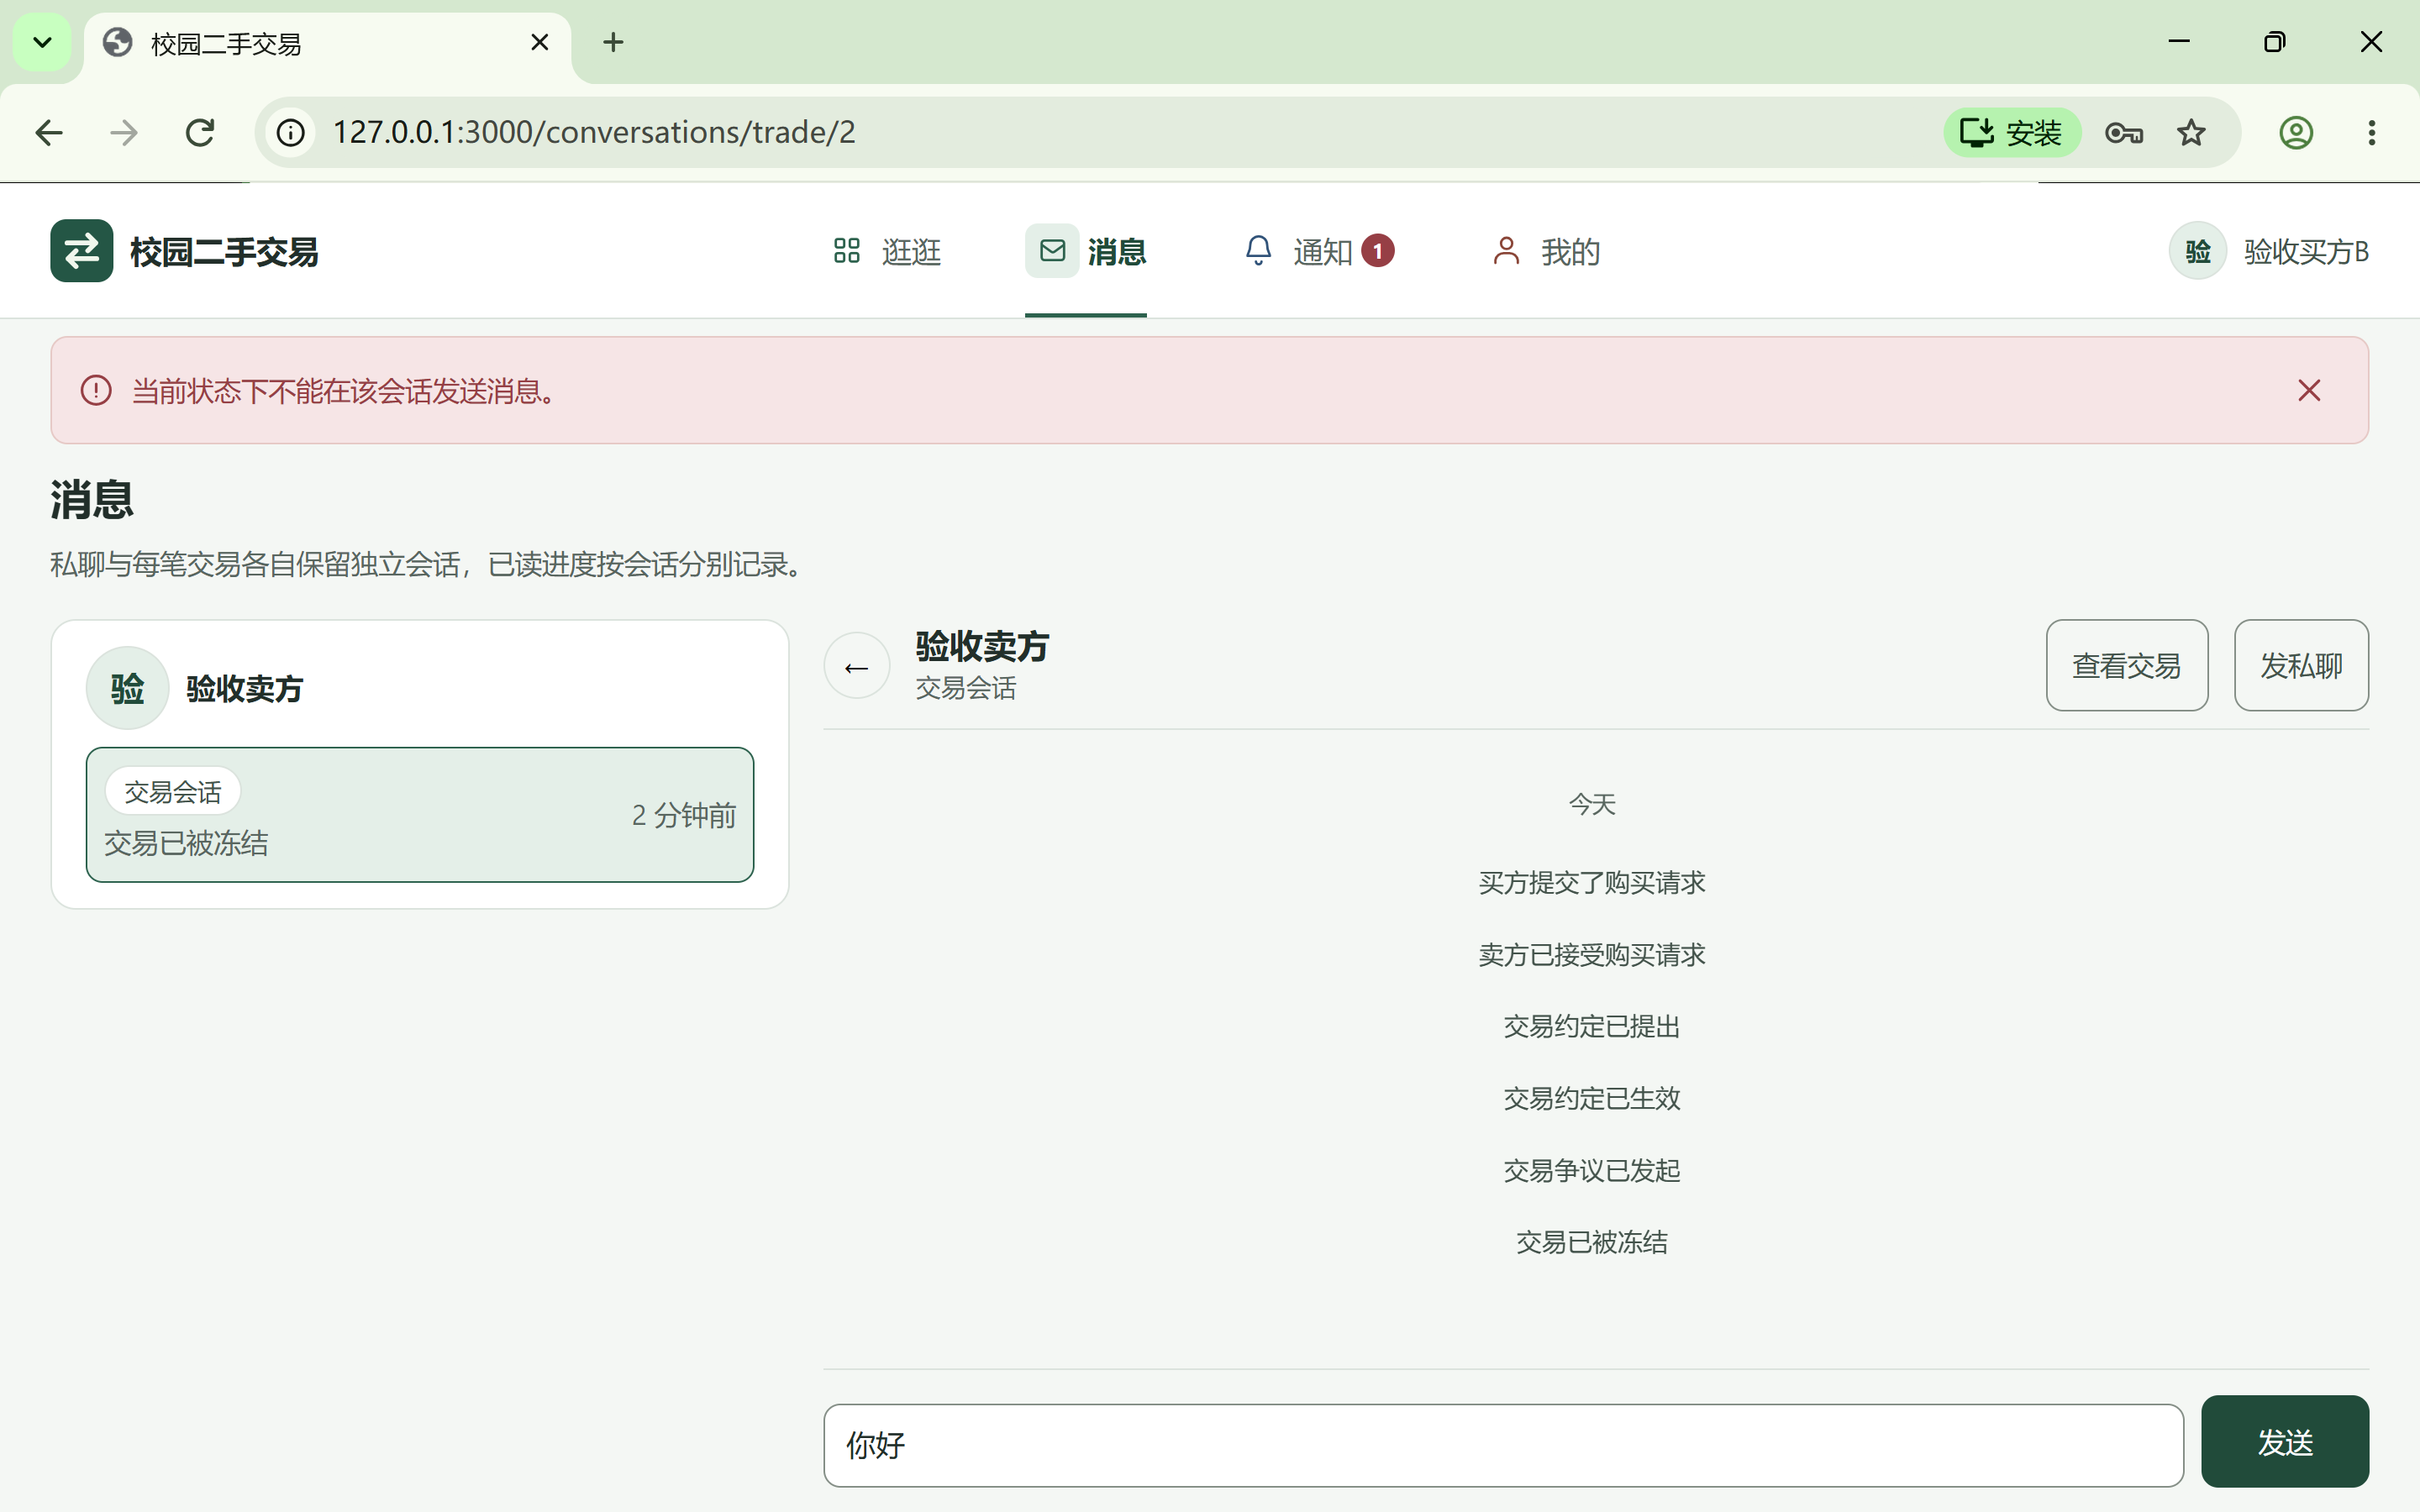 校园二手交易
127.0.0.1:3000/conversations/trade/2
安装
校园二手交易
逛逛
消息
通知 1
我的
验 验收买方B
当前状态下不能在该会话发送消息。
消息
私聊与每笔交易各自保留独立会话，已读进度按会话分别记录。
验 验收卖方
交易会话
交易已被冻结
2 分钟前
← 验收卖方
交易会话
查看交易
发私聊
今天
买方提交了购买请求
卖方已接受购买请求
交易约定已提出
交易约定已生效
交易争议已发起
交易已被冻结
你好
发送